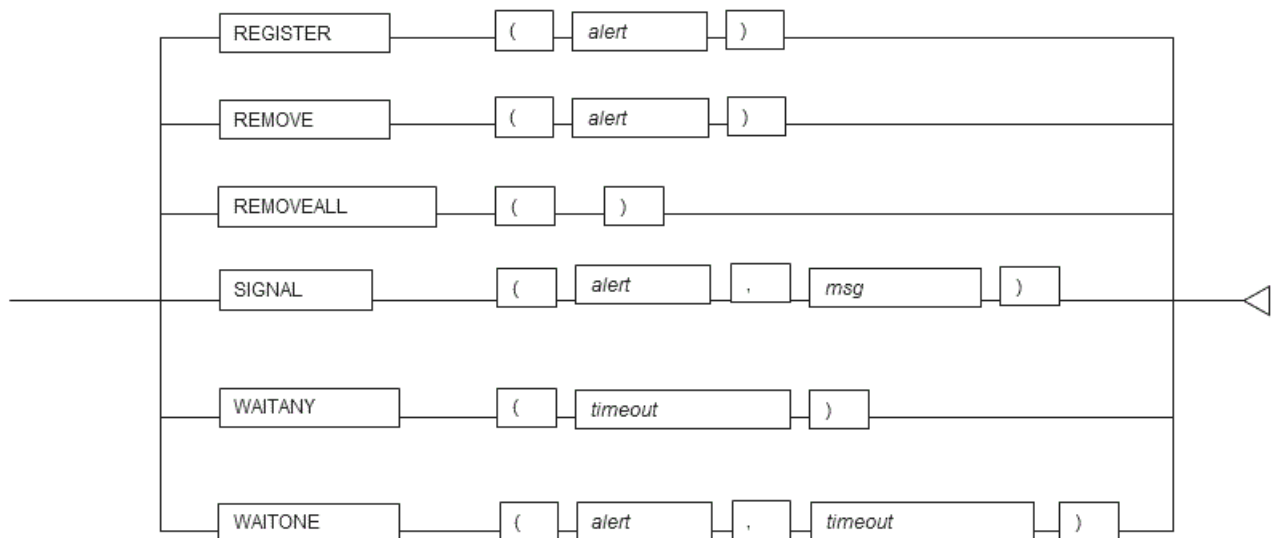 REGISTER ( alert )
REMOVE ( alert )
REMOVEALL ( )
SIGNAL ( alert , msg )
WAITANY ( timeout )
WAITONE ( alert , timeout )